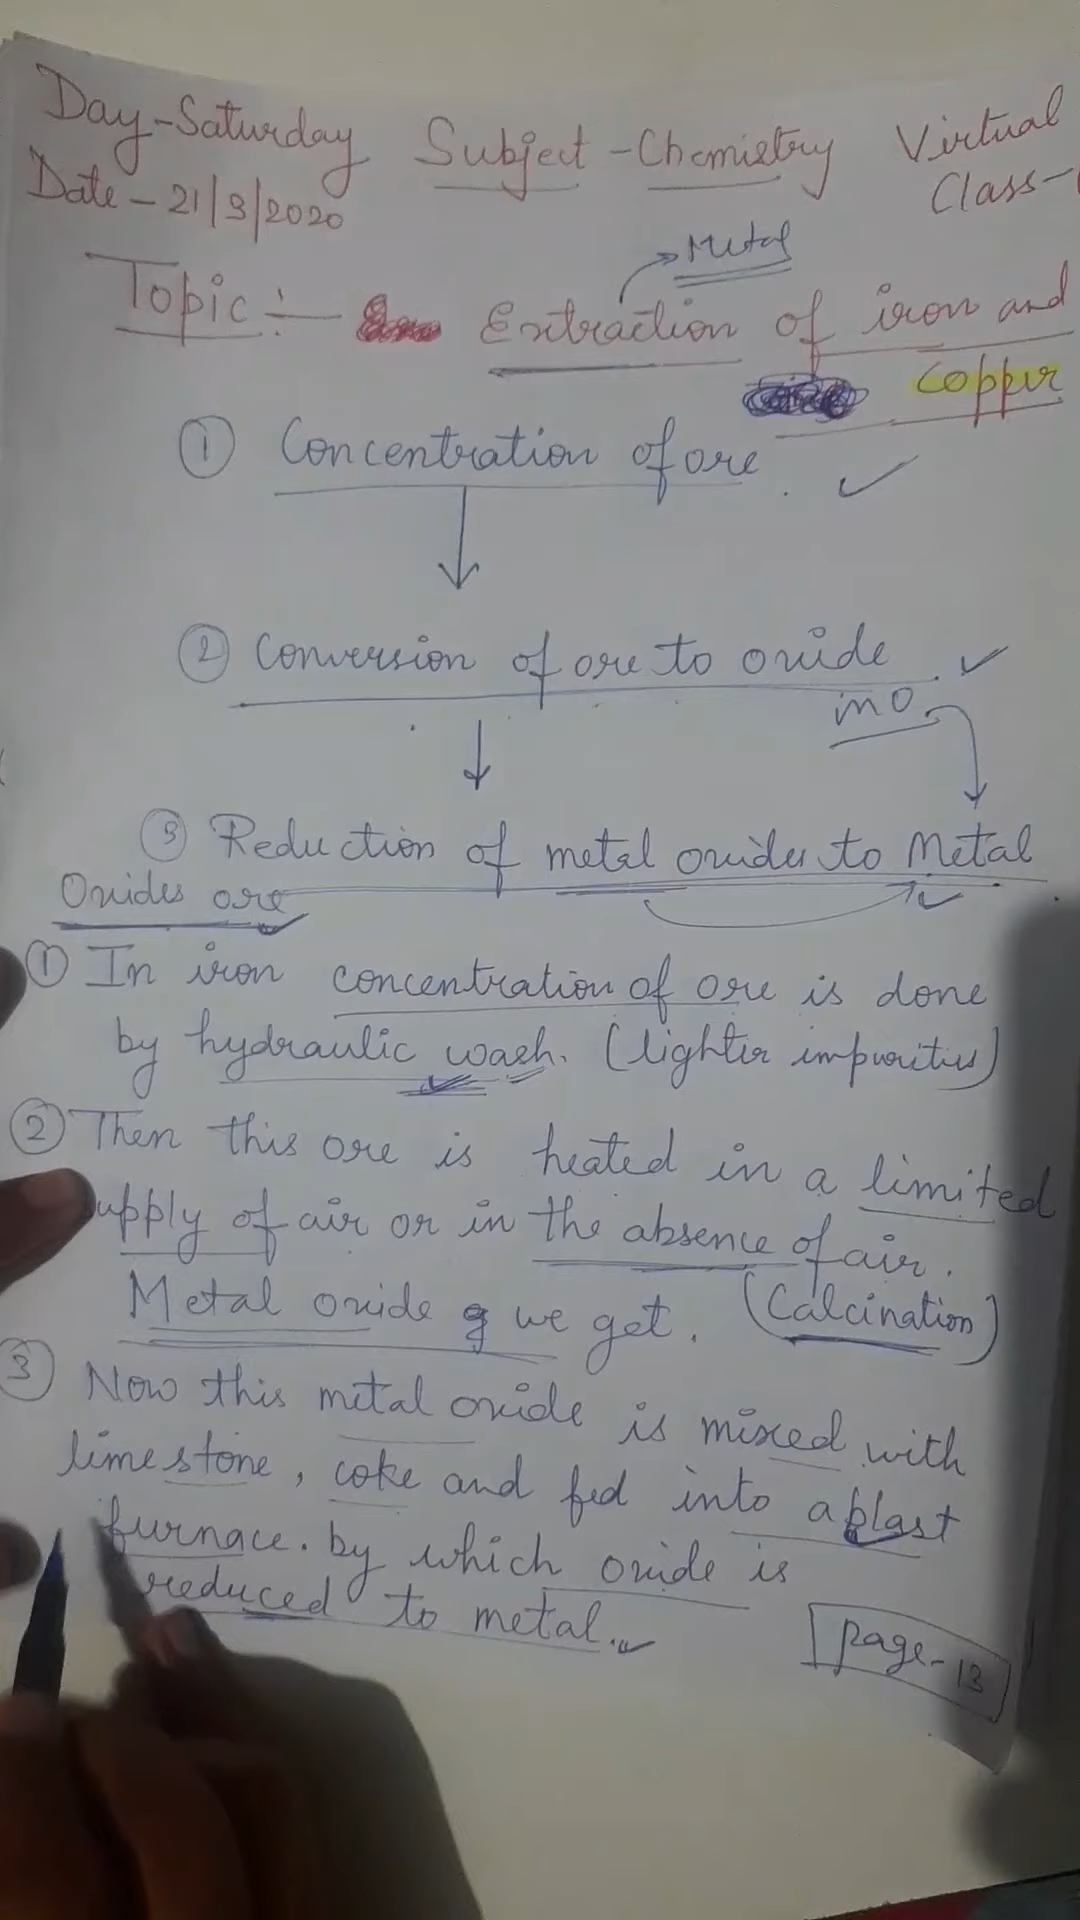 Day-Saturday Subject-Chemistry Virtual
Date-21/3/2020 Class-
Metal
Topic:- Extraction of iron and
Copper
① Concentration of ore.
② Conversion of ore to oxide.
mO
③ Reduction of metal oxides to Metal
Oxides ore
① In iron concentration of ore is done
by hydraulic wash. (lighter impurities)
② Then this ore is heated in a limited
supply of air or in the absence of air.
Metal oxide we get. (Calcination)
③ Now this metal oxide is mixed with
limestone, coke and fed into a blast
furnace. by which oxide is
reduced to metal.
page-13